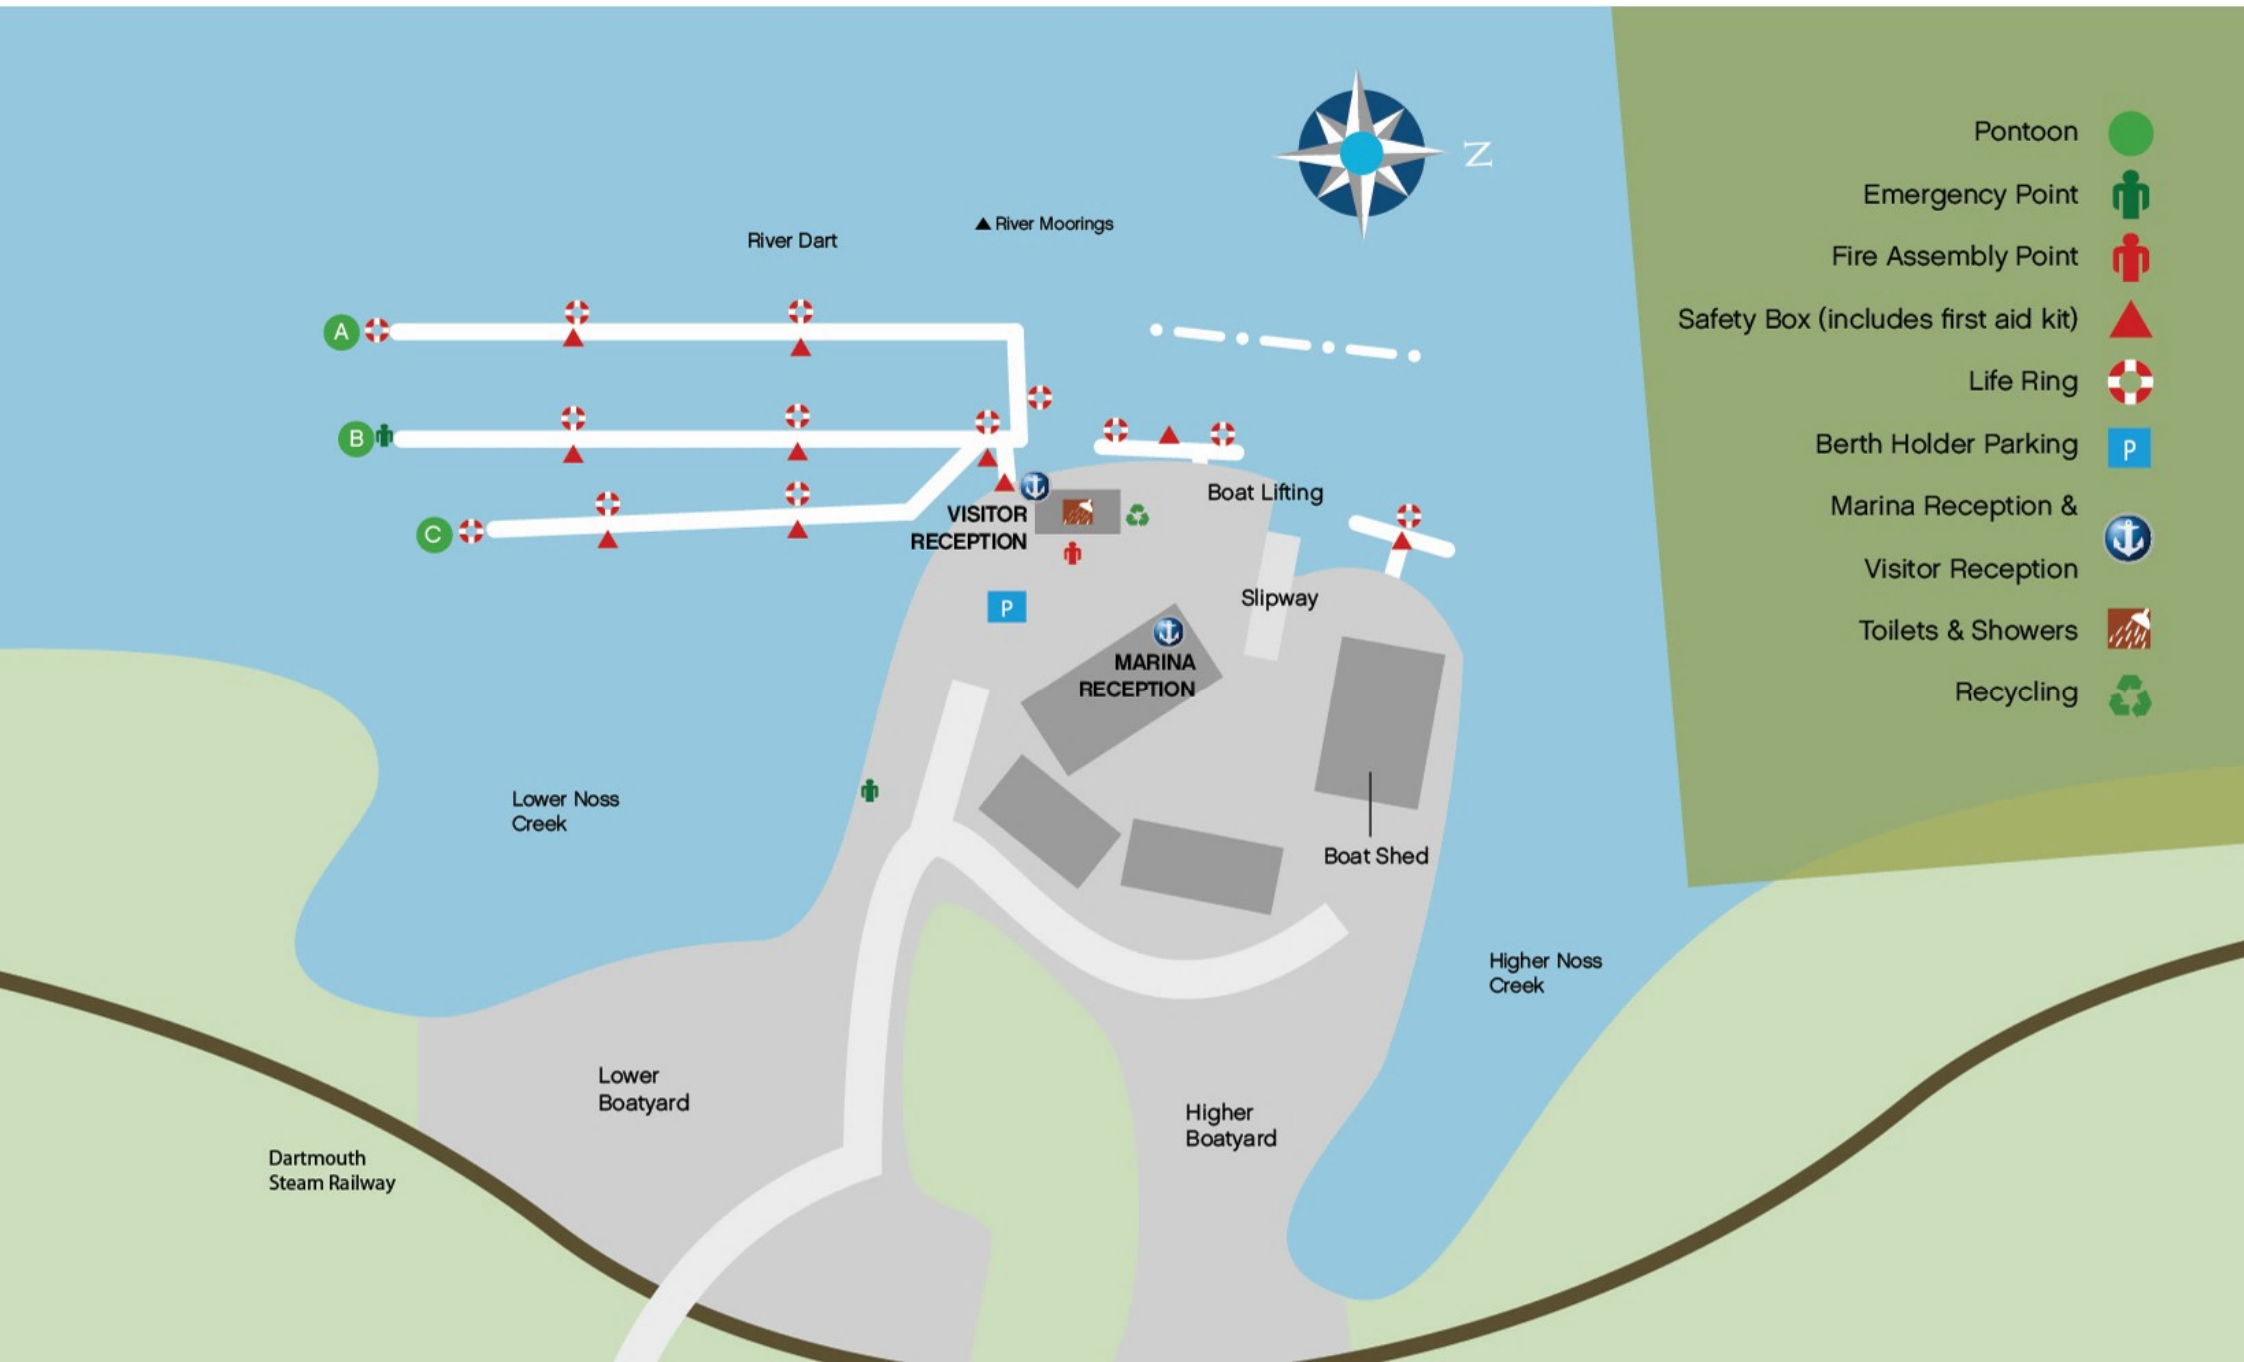 N
▲ River Moorings
River Dart
A
B
C
VISITOR
RECEPTION
Boat Lifting
Slipway
P
MARINA
RECEPTION
Boat Shed
Lower Noss
Creek
Higher Noss
Creek
Lower
Boatyard
Higher
Boatyard
Dartmouth
Steam Railway
Pontoon
Emergency Point
Fire Assembly Point
Safety Box (includes first aid kit)
Life Ring
Berth Holder Parking P
Marina Reception &
Visitor Reception
Toilets & Showers
Recycling